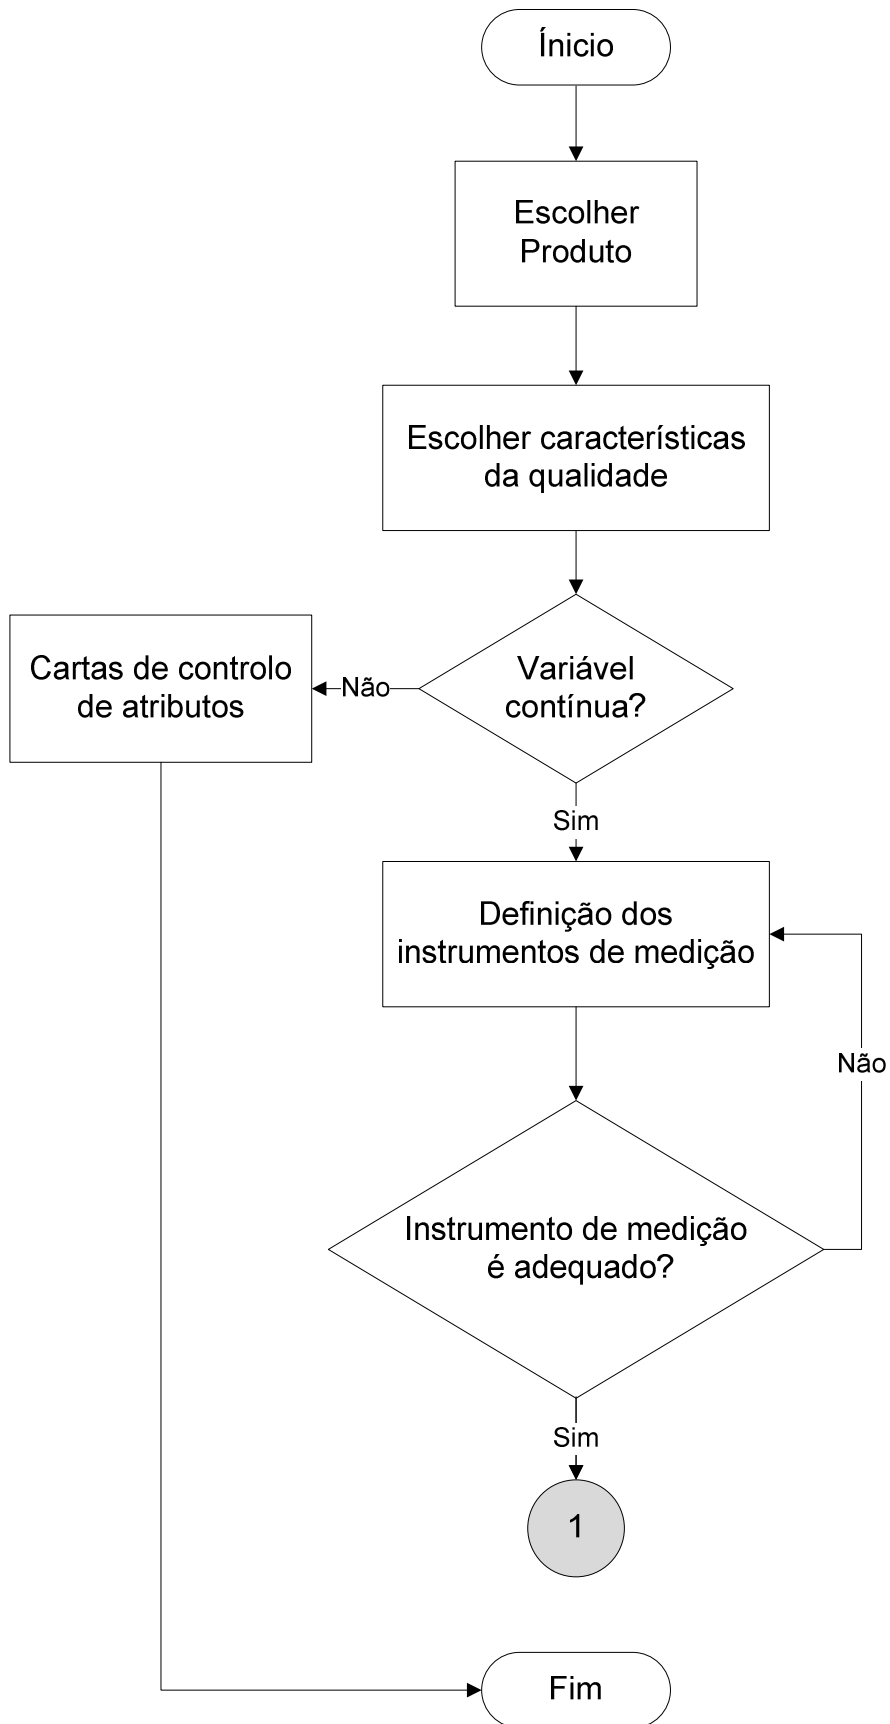 Ínicio
Escolher
Produto
Escolher características
da qualidade
Variável
contínua?
Não
Cartas de controlo
de atributos
Sim
Definição dos
instrumentos de medição
Não
Instrumento de medição
é adequado?
Sim
1
Fim